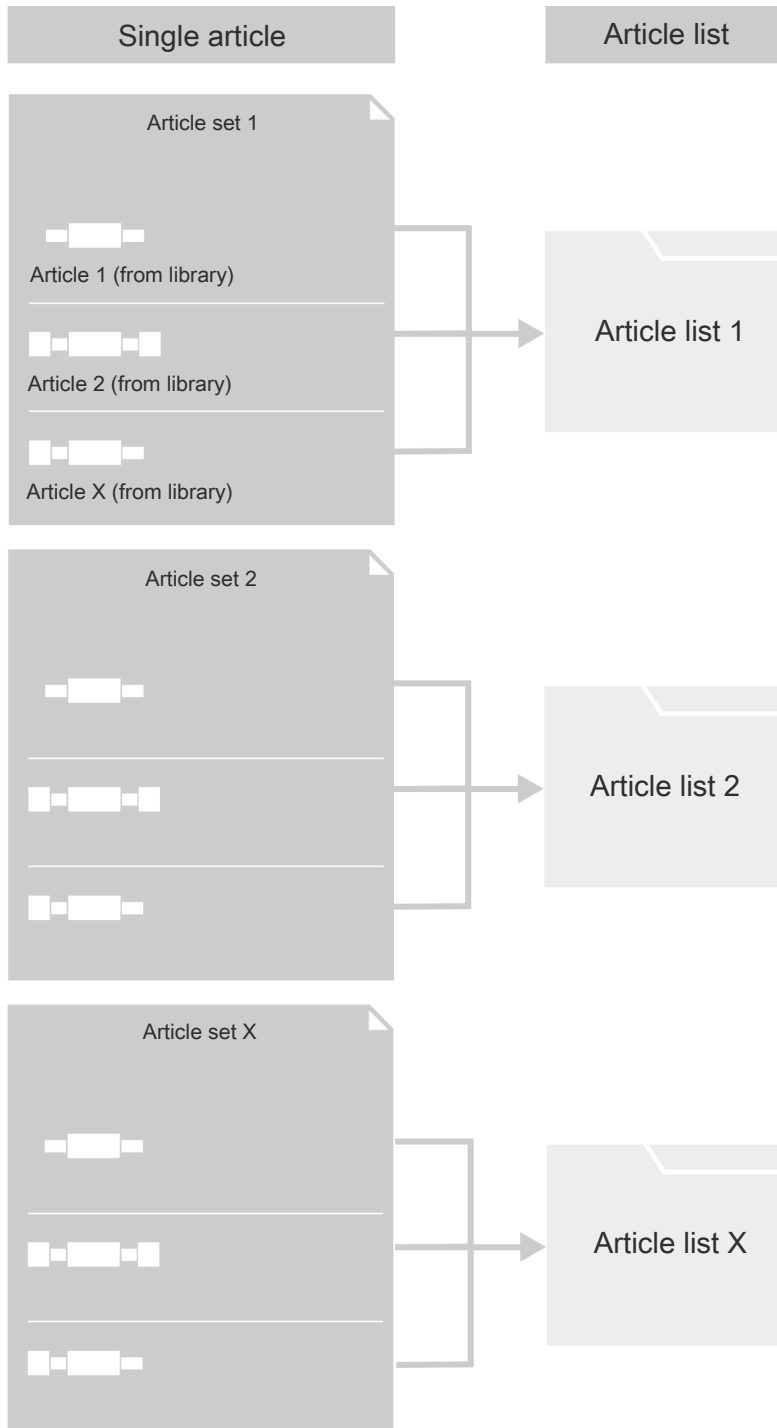 Single article
Article list
Article set 1
Article 1 (from library)
Article 2 (from library)
Article X (from library)
Article list 1
Article set 2
Article list 2
Article set X
Article list X